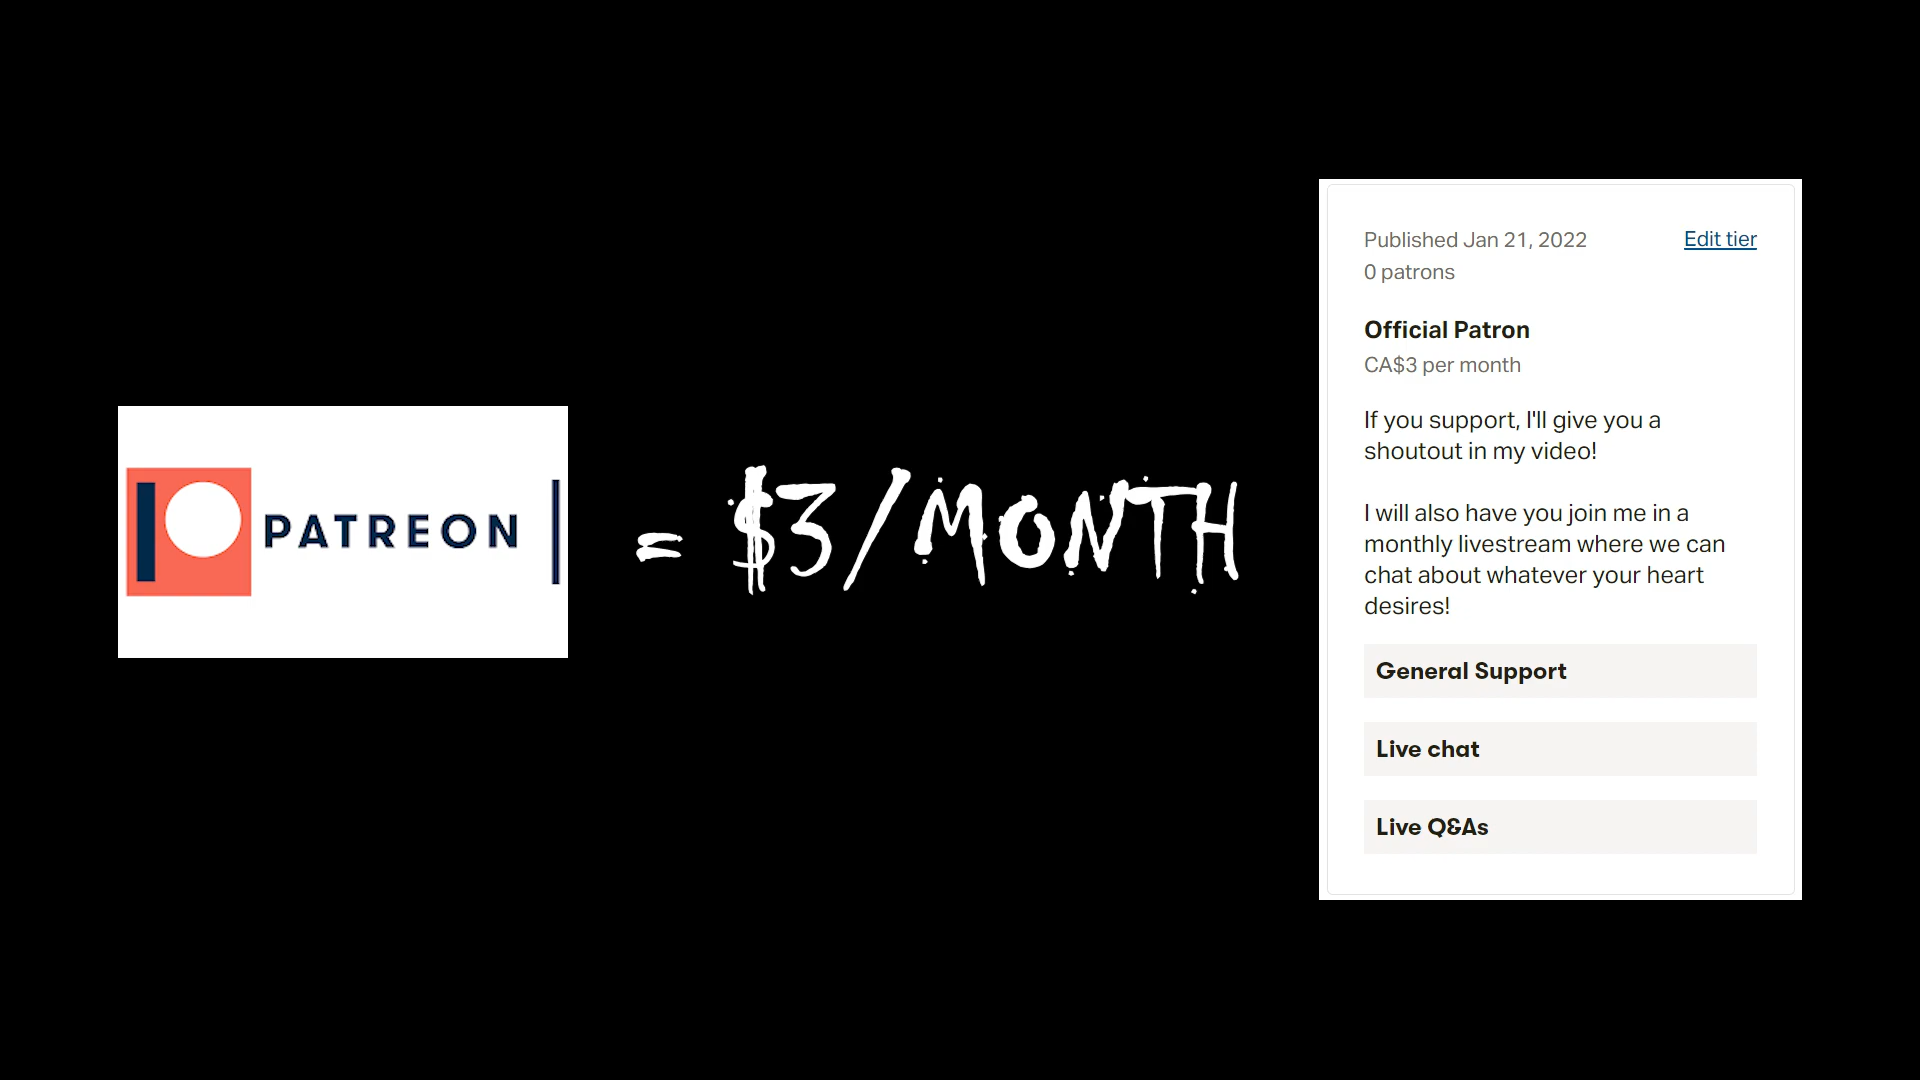 PATREON
= $3/MONTH
Published Jan 21, 2022
Edit tier
0 patrons
Official Patron
CA$3 per month
If you support, I'll give you a
shoutout in my video!
I will also have you join me in a
monthly livestream where we can
chat about whatever your heart
desires!
General Support
Live chat
Live Q&As